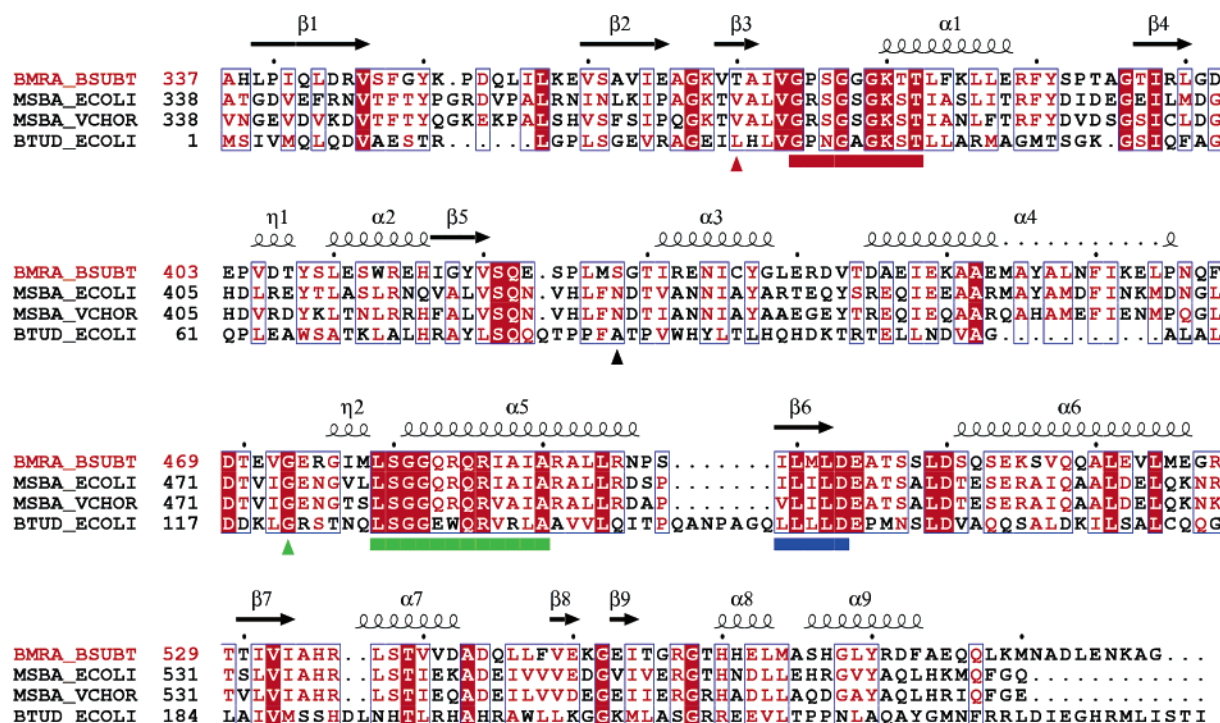 β1 β2 β3 α1 β4
BMRA_BSUBT 337 AHLPIQLDRVSFGYK.PDQLILKEVSAVIEAGKVTAIVGPSGGGKTTLFKLLERFYSPTAGTIRLGD
MSBA_ECOLI 338 ATGDVEFRNVTFTYPGRDVPALRNINLKIPAGKTVALVGRSGSGKSTIASLITRFYDIDEGEILMDG
MSBA_VCHOR 338 VNGEVDVKDVTFTYQGKEKPALSHVSFSIPQGKTVALVGRSGSGKSTIANLFTRFYDVDSGSICLDG
BTUD_ECOLI 1 MSIVMQLQDVAESTR.....LGPLSGEVRAGEILHLVGPNGAGKSTLLARMAGMTSGK.GSIQFAG
η1 α2 β5 α3 α4
BMRA_BSUBT 403 EPVDTYSLESWREHIGYVSQE.SPLMSGTIRENICYGLERDVTDAEIEKAAEMAYALNFIKELPNQF
MSBA_ECOLI 405 HDLREYTLASLRNQVALVSQN.VHLFNDTVANNIAYARTEQYSREQIEEAARMAYAMDFINKMDNGL
MSBA_VCHOR 405 HDVRDYKLTNLRRHFALVSQN.VHLFNDTIANNIAYAAEGEYTREQIEQAARQAHAMEFIENMPQGL
BTUD_ECOLI 61 QPLEAWSATKLALHRAYLSQQQTPPFATPVWHYLTLHQHDKTRTELLNDVAG...........ALAL
η2 α5 β6 α6
BMRA_BSUBT 469 DTEVGERGIMLSGGQRQRIAIARALLRNPS.......ILMLDEATSSLDSQSEKSVQQALEVLMEGR
MSBA_ECOLI 471 DTVIGENGVLLSGGQRQRIAIARALLRDSP.......ILILDEATSALDTESERAIQAALDELQKNR
MSBA_VCHOR 471 DTVIGENGTSLSGGQRQRVAIARALLRDAP.......VLILDEATSALDTESERAIQAALDELQKNK
BTUD_ECOLI 117 DDKLGRSTNQLSGGEWQRVRLAAVVLQITPQANPAGQLLLLDEPMNSLDVAQQSALDKILSALCQQG
β7 α7 β8 β9 α8 α9
BMRA_BSUBT 529 TTIVIAHR..LSTVVDADQLLFVEKGEITGRGTHHELMASHGLYRDFAEQQLKMNADLENKAG...
MSBA_ECOLI 531 TSLVIAHR..LSTIEKADEIVVVEDGVIVERGTHNDLLEHRGVYAQLHKMQFGQ............
MSBA_VCHOR 531 TVLVIAHR..LSTIEQADEILVVDEGEIIERGRHADLLAQDGAYAQLHRIQFGE............
BTUD_ECOLI 184 LAIVMSSHDLNHTLRHAHRAWLLKGGKMLASGRREEVLTPPNLAQAYGMNFRRLDIEGHRMLISTI